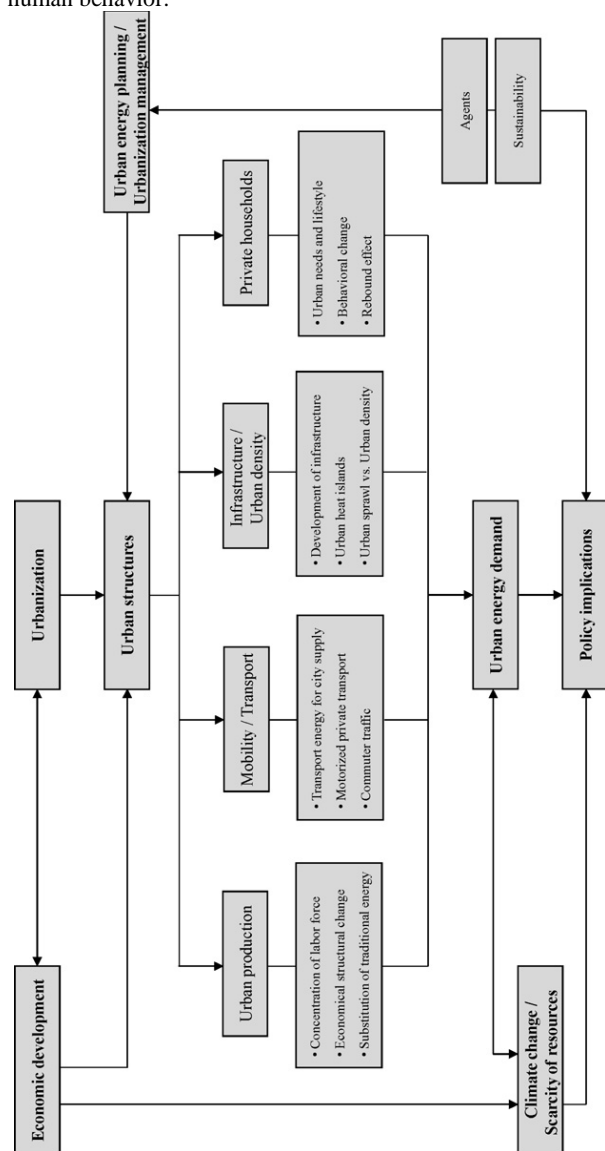 human behavior.
Economic development
Urbanization
Urban energy planning /
Urbanization management
Urban structures
Urban production
Mobility / Transport
Infrastructure /
Urban density
Private households
• Concentration of labor force
• Economical structural change
• Substitution of traditional energy
• Transport energy for city supply
• Motorized private transport
• Commuter traffic
• Development of infrastructure
• Urban heat islands
• Urban sprawl vs. Urban density
• Urban needs and lifestyle
• Behavioral change
• Rebound effect
Climate change /
Scarcity of resources
Urban energy demand
Agents
Sustainability
Policy implications